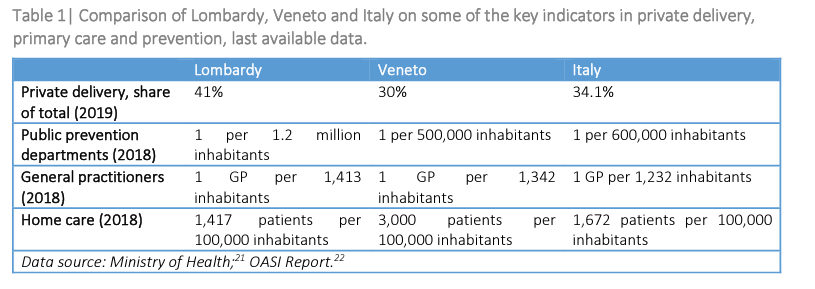 Table 1| Comparison of Lombardy, Veneto and Italy on some of the key indicators in private delivery,
primary care and prevention, last available data.
Lombardy Veneto Italy
Private delivery, share of total (2019) 41% 30% 34.1%
Public prevention departments (2018) 1 per 1.2 million inhabitants 1 per 500,000 inhabitants 1 per 600,000 inhabitants
General practitioners (2018) 1 GP per 1,413 inhabitants 1 GP per 1,342 inhabitants 1 GP per 1,232 inhabitants
Home care (2018) 1,417 patients per 100,000 inhabitants 3,000 patients per 100,000 inhabitants 1,672 patients per 100,000 inhabitants
Data source: Ministry of Health;21 OASI Report.22